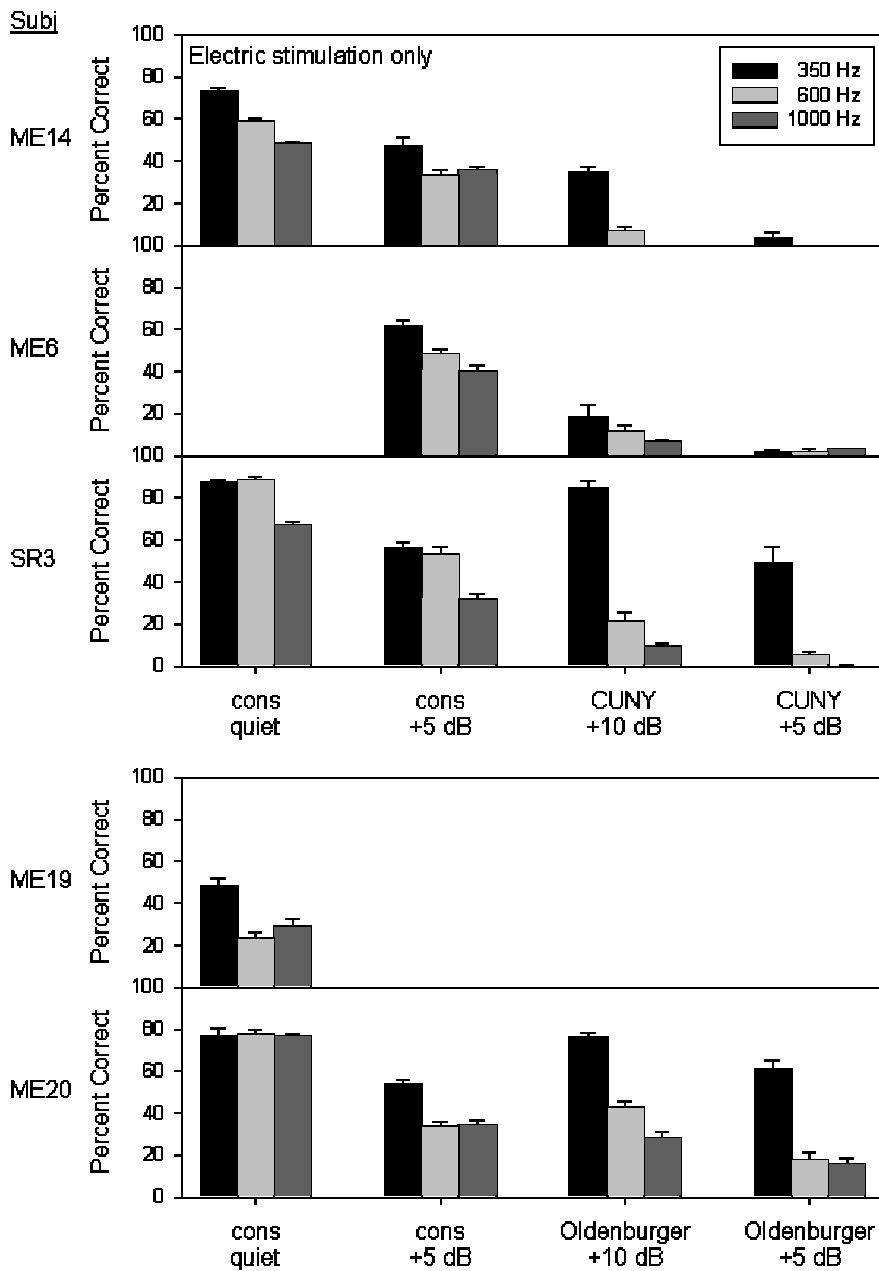 Subj
Electric stimulation only
350 Hz
600 Hz
1000 Hz
ME14
Percent Correct
100
80
60
40
20
ME6
Percent Correct
100
80
60
40
20
SR3
Percent Correct
100
80
60
40
20
0
cons
quiet
cons
+5 dB
CUNY
+10 dB
CUNY
+5 dB
ME19
Percent Correct
100
80
60
40
20
ME20
Percent Correct
100
80
60
40
20
0
cons
quiet
cons
+5 dB
Oldenburger
+10 dB
Oldenburger
+5 dB